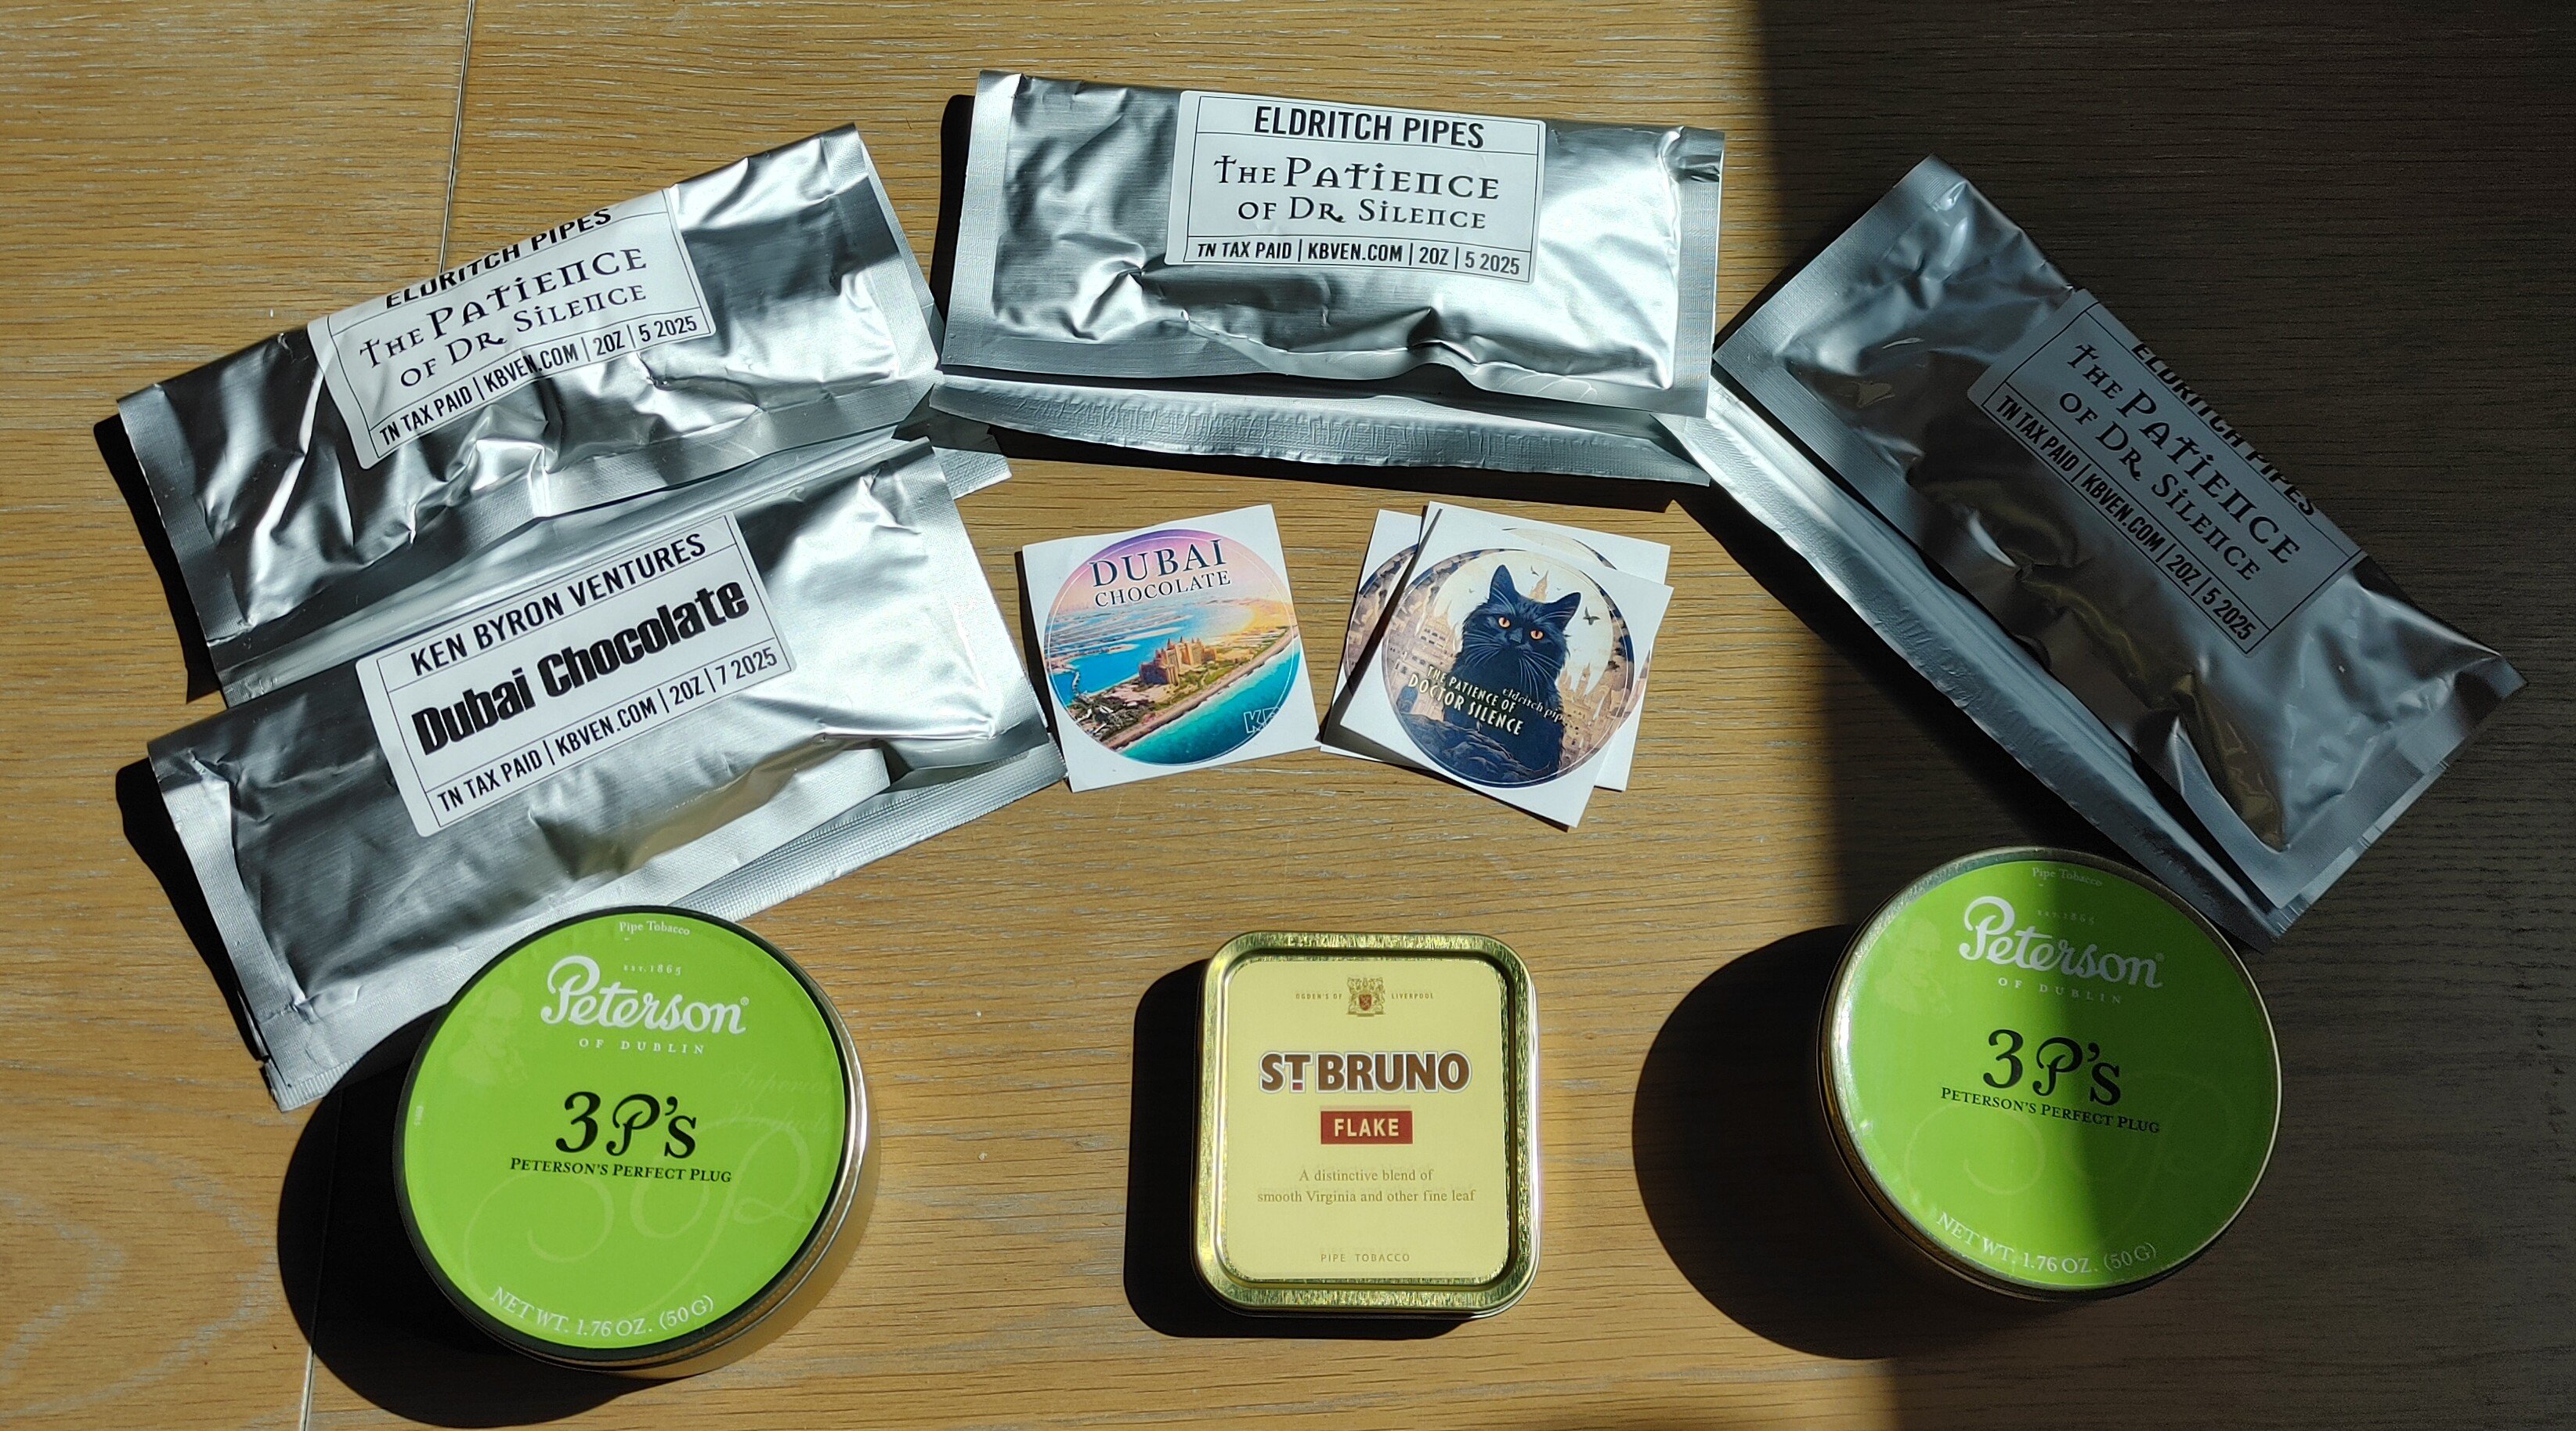 ELDRITCH PIPES
THE PATIENCE
OF DR. SILENCE
TN TAX PAID | KBVEN.COM | 2OZ | 5 2025
ELDRITCH PIPES
THE PATIENCE
OF DR. SILENCE
TN TAX PAID | KBVEN.COM | 2OZ | 5 2025
ELDRITCH PIPES
THE PATIENCE
OF DR. SILENCE
TN TAX PAID | KBVEN.COM | 2OZ | 5 2025
KEN BYRON VENTURES
Dubai Chocolate
TN TAX PAID | KBVEN.COM | 2OZ | 7 2025
DUBAI
CHOCOLATE
THE PATIENCE OF
DOCTOR SILENCE
eldritch pip
Pipe Tobacco
EST. 1865
Peterson®
OF DUBLIN
3P's
PETERSON'S PERFECT PLUG
NET WT. 1.76 OZ. (50 G)
OGDEN'S OF LIVERPOOL
ST BRUNO
FLAKE
A distinctive blend of
smooth Virginia and other fine leaf
PIPE TOBACCO
Pipe Tobacco
EST. 1865
Peterson®
OF DUBLIN
3P's
PETERSON'S PERFECT PLUG
NET WT. 1.76 OZ. (50 G)